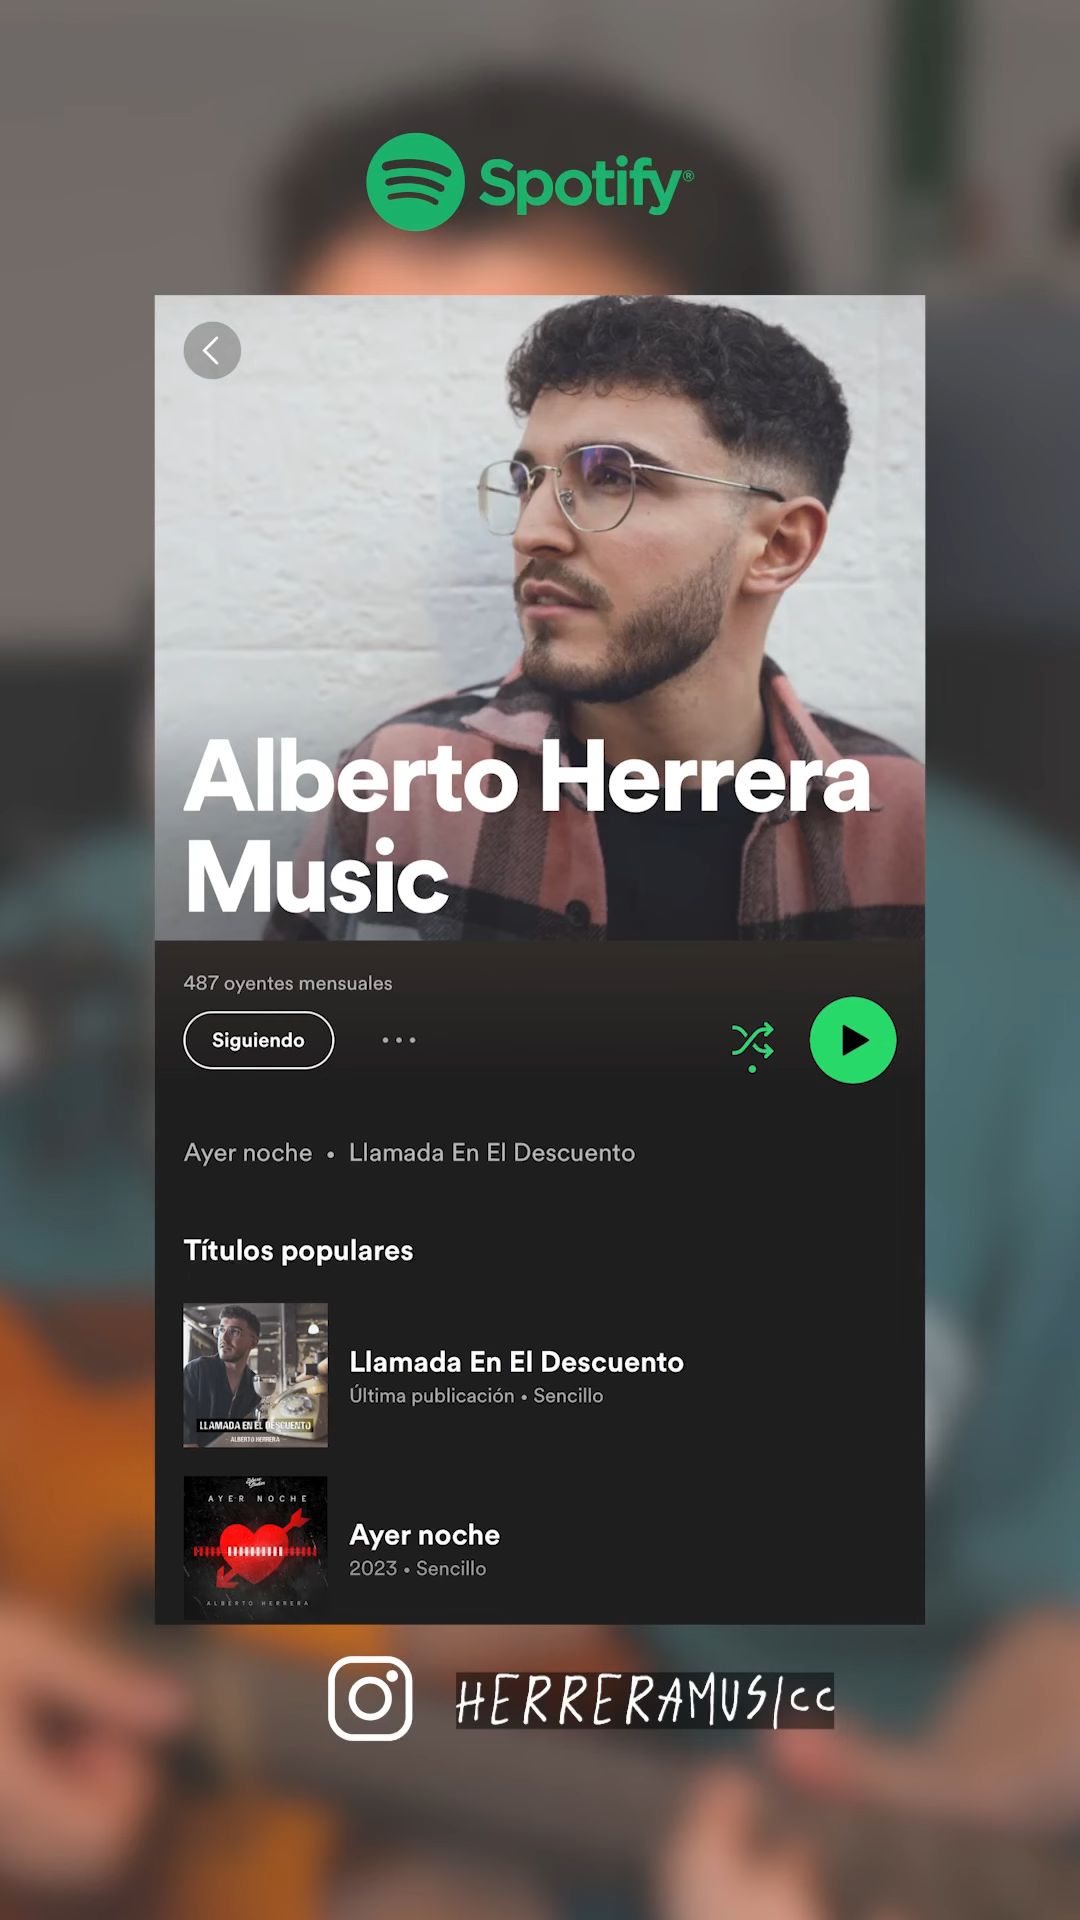 Spotify®
Alberto Herrera
Music
487 oyentes mensuales
Siguiendo
Ayer noche • Llamada En El Descuento
Títulos populares
LLAMADA EN EL DESCUENTO
ALBERTO HERRERA
Llamada En El Descuento
Última publicación • Sencillo
AYER NOCHE
ALBERTO HERRERA
Ayer noche
2023 • Sencillo
HERRERAMUSICC